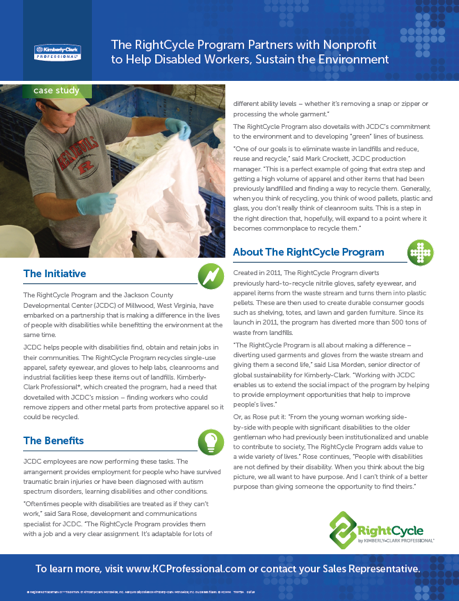 Kimberly-Clark
PROFESSIONAL*
The RightCycle Program Partners with Nonprofit
to Help Disabled Workers, Sustain the Environment
case study
The Initiative
The RightCycle Program and the Jackson County
Developmental Center (JCDC) of Millwood, West Virginia, have
embarked on a partnership that is making a difference in the lives
of people with disabilities while benefitting the environment at the
same time.
JCDC helps people with disabilities find, obtain and retain jobs in
their communities. The RightCycle Program recycles single-use
apparel, safety eyewear, and gloves to help labs, cleanrooms and
industrial facilities keep these items out of landfills. Kimberly-
Clark Professional*, which created the program, had a need that
dovetailed with JCDC's mission – finding workers who could
remove zippers and other metal parts from protective apparel so it
could be recycled.
The Benefits
JCDC employees are now performing these tasks. The
arrangement provides employment for people who have survived
traumatic brain injuries or have been diagnosed with autism
spectrum disorders, learning disabilities and other conditions.
"Oftentimes people with disabilities are treated as if they can't
work," said Sara Rose, development and communications
specialist for JCDC. "The RightCycle Program provides them
with a job and a very clear assignment. It's adaptable for lots of
different ability levels – whether it's removing a snap or zipper or
processing the whole garment."
The RightCycle Program also dovetails with JCDC's commitment
to the environment and to developing "green" lines of business.
"One of our goals is to eliminate waste in landfills and reduce,
reuse and recycle," said Mark Crockett, JCDC production
manager. "This is a perfect example of going that extra step and
getting a high volume of apparel and other items that had been
previously landfilled and finding a way to recycle them. Generally,
when you think of recycling, you think of wood pallets, plastic and
glass, you don't really think of cleanroom suits. This is a step in
the right direction that, hopefully, will expand to a point where it
becomes commonplace to recycle them."
About The RightCycle Program
Created in 2011, The RightCycle Program diverts
previously hard-to-recycle nitrile gloves, safety eyewear, and
apparel items from the waste stream and turns them into plastic
pellets. These are then used to create durable consumer goods
such as shelving, totes, and lawn and garden furniture. Since its
launch in 2011, the program has diverted more than 500 tons of
waste from landfills.
"The RightCycle Program is all about making a difference –
diverting used garments and gloves from the waste stream and
giving them a second life," said Lisa Morden, senior director of
global sustainability for Kimberly-Clark. "Working with JCDC
enables us to extend the social impact of the program by helping
to provide employment opportunities that help to improve
people's lives."
Or, as Rose put it: "From the young woman working side-
by-side with people with significant disabilities to the older
gentleman who had previously been institutionalized and unable
to contribute to society, The RightCycle Program adds value to
a wide variety of lives." Rose continues, "People with disabilities
are not defined by their disability. When you think about the big
picture, we all want to have purpose. And I can't think of a better
purpose than giving someone the opportunity to find theirs."
RightCycle
by KIMBERLY-CLARK PROFESSIONAL*
To learn more, visit www.KCProfessional.com or contact your Sales Representative.